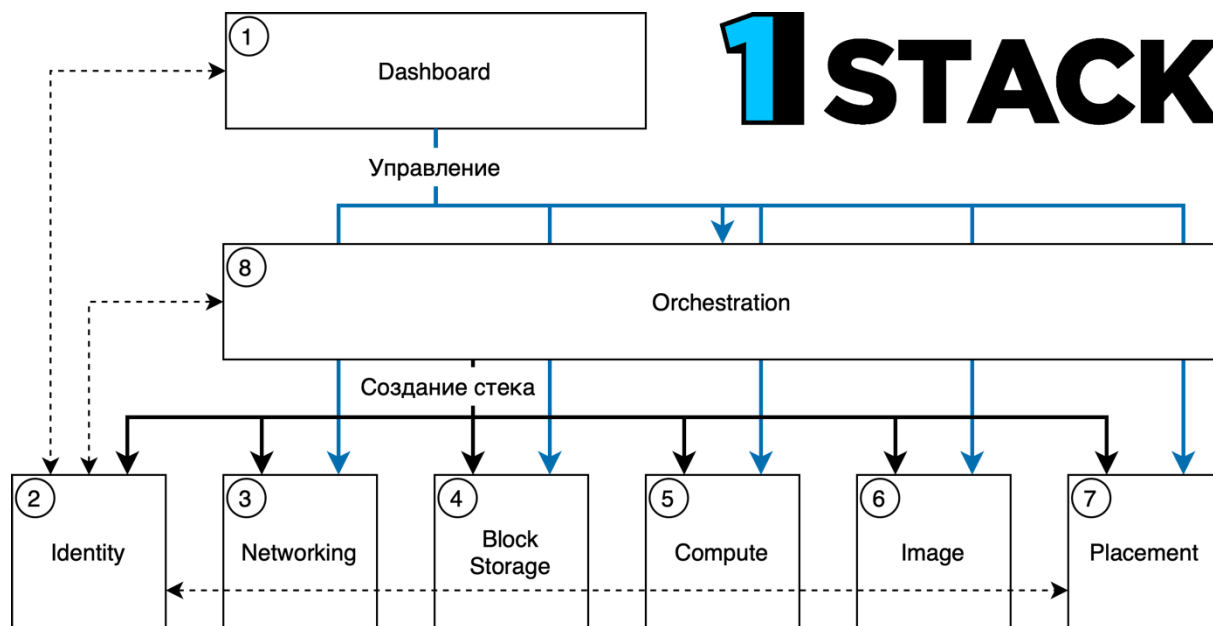 1
Dashboard
1STACK
Управление
8
Orchestration
Создание стека
2
Identity
3
Networking
4
Block
Storage
5
Compute
6
Image
7
Placement